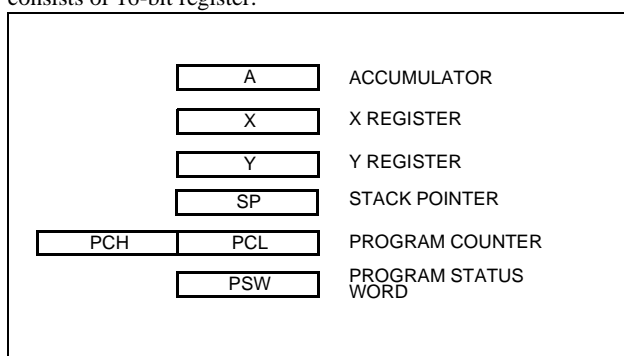 consists of 16-bit register.
A ACCUMULATOR
X X REGISTER
Y Y REGISTER
SP STACK POINTER
PCH PCL PROGRAM COUNTER
PSW PROGRAM STATUS
WORD